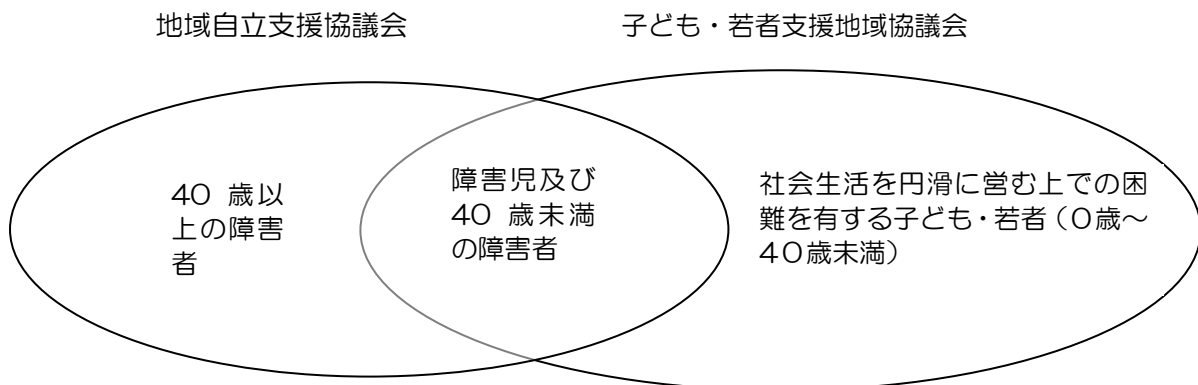 地域自立支援協議会
子ども・若者支援地域協議会
40 歳以
上の障害
者
障害児及び
40 歳未満
の障害者
社会生活を円滑に営む上での困
難を有する子ども・若者（0歳～
40歳未満）